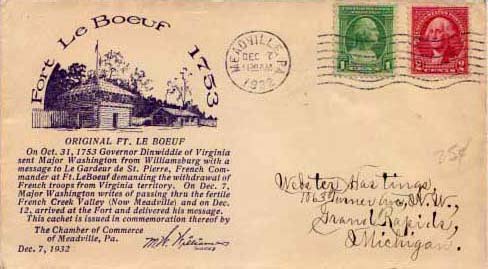 Fort Le Boeuf 1753
MEADVILLE, PA.
DEC 7
1932
1
2
CENTS
ORIGINAL FT. LE BOEUF
On Oct. 31, 1753 Governor Dinwiddie of Virginia
sent Major Washington from Williamsburg with a
message to Le Gardeur de St. Pierre, French Com-
mander at Ft. LeBoeuf demanding the withdrawal of
French troops from Virginia territory. On Dec. 7,
Major Washington writes of passing thru the fertile
French Creek Valley (Now Meadville) and on Dec.
12, arrived at the Fort and delivered his message.
This cachet is issued in commemoration thereof by
The Chamber of Commerce
of Meadville, Pa.
Dec. 7, 1932
25¢
Webster Hastings,
N.W.,
Grand Rapids,
Michigan.